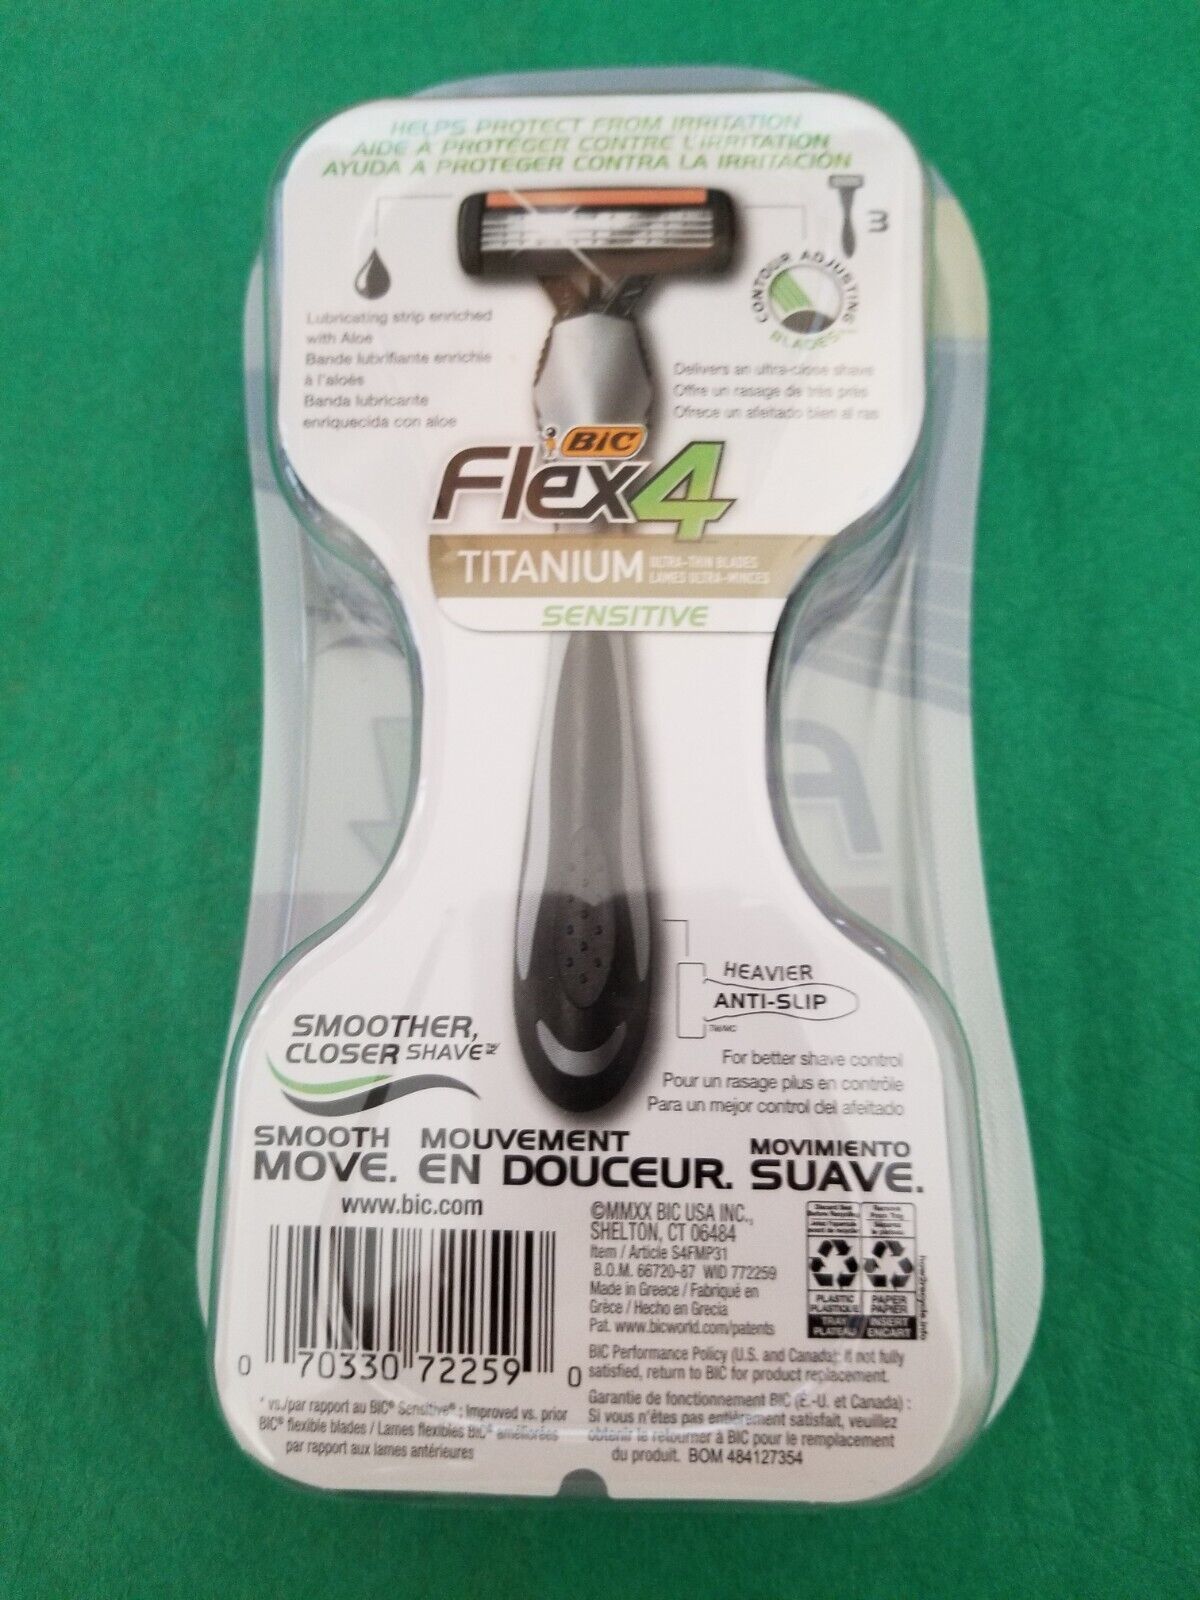 HELPS PROTECT FROM IRRITATION
AIDE À PROTÉGER CONTRE L'IRRITATION
AYUDA A PROTEGER CONTRA LA IRRITACIÓN
3
CONTOUR ADJUSTING
BLADES™
Lubricating strip enriched
with Aloe
Bande lubrifiante enrichie
à l'aloès
Banda lubricante
enriquecida con aloe
Delivers an ultra-close shave
Offre un rasage de très près
Ofrece un afeitado bien al ras
BIC
Flex4
TITANIUM ULTRA-THIN BLADES
LAMES ULTRA-MINCES
SENSITIVE
HEAVIER
ANTI-SLIP
TM/MC
For better shave control
Pour un rasage plus en contrôle
Para un mejor control del afeitado
SMOOTHER,
CLOSER SHAVE
SMOOTH
MOVE.
MOUVEMENT
EN DOUCEUR.
MOVIMIENTO
SUAVE.
www.bic.com
0 70330 72259 0
©MMXX BIC USA INC.,
SHELTON, CT 06484
Item / Article S4FMP31
B.O.M. 66720-87 WID 772259
Made in Greece / Fabriqué en
Grèce / Hecho en Grecia
Pat. www.bicworld.com/patents
PLASTIC
PLASTIQUE
TRAY
PLATEAU
PAPER
PAPIER
INSERT
ENCART
how2recycle.info
BIC Performance Policy (U.S. and Canada): If not fully
satisfied, return to BIC for product replacement.
Garantie de fonctionnement BIC (É.-U. et Canada) :
Si vous n'êtes pas entièrement satisfait, veuillez
obtenir le retourner à BIC pour le remplacement
du produit. BOM 484127354
* vs./par rapport au BIC® Sensitive® ; Improved vs. prior
BIC® flexible blades / Lames flexibles BIC® améliorées
par rapport aux lames antérieures